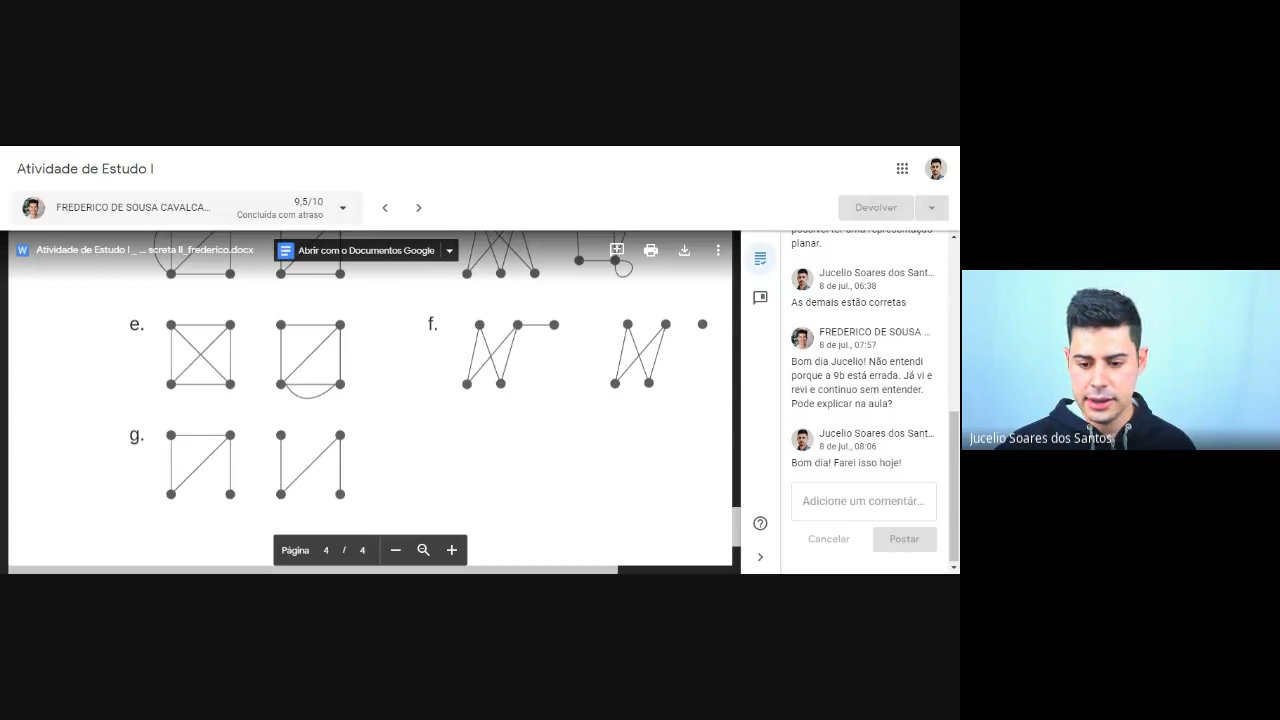 Atividade de Estudo I
FREDERICO DE SOUSA CAVALCA...
9,5/10
Concluída com atraso
Devolver
Atividade de Estudo I _ ... screta II_frederico.docx
Abrir com o Documentos Google
e.
f.
g.
Página 4 / 4
planar.
Jucelio Soares dos Sant...
8 de jul., 06:38
As demais estão corretas
FREDERICO DE SOUSA ...
8 de jul., 07:57
Bom dia Jucelio! Não entendi
porque a 9b está errada. Já vi e
revi e continuo sem entender.
Pode explicar na aula?
Jucelio Soares dos Sant...
8 de jul., 08:06
Bom dia! Farei isso hoje!
Adicione um comentár...
Cancelar
Postar
Jucelio Soares dos Santos